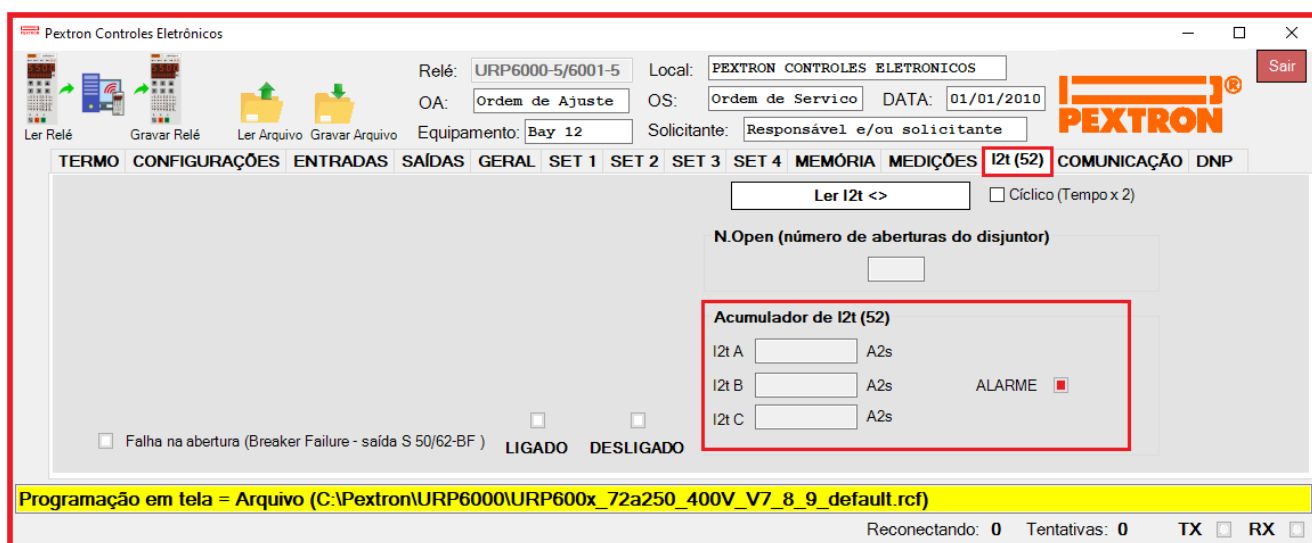 Pextron Controles Eletrônicos
Relé: URP6000-5/6001-5 Local: PEXTRON CONTROLES ELETRONICOS Sair
OA: Ordem de Ajuste OS: Ordem de Servico DATA: 01/01/2010
Ler Relé Gravar Relé Ler Arquivo Gravar Arquivo Equipamento: Bay 12 Solicitante: Responsável e/ou solicitante PEXTRON®
TERMO CONFIGURAÇÕES ENTRADAS SAÍDAS GERAL SET 1 SET 2 SET 3 SET 4 MEMÓRIA MEDIÇÕES I2t (52) COMUNICAÇÃO DNP
Ler I2t <> Cíclico (Tempo x 2)
N.Open (número de aberturas do disjuntor)
Acumulador de I2t (52)
I2t A A2s
I2t B A2s ALARME
I2t C A2s
Falha na abertura (Breaker Failure - saída S 50/62-BF ) LIGADO DESLIGADO
Programação em tela = Arquivo (C:\Pextron\URP6000\URP600x_72a250_400V_V7_8_9_default.rcf)
Reconectando: 0 Tentativas: 0 TX RX